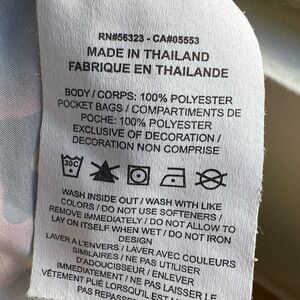 RN#56323 - CA#05553
MADE IN THAILAND
FABRIQUE EN THAILANDE
BODY / CORPS: 100% POLYESTER
POCKET BAGS / COMPARTIMENTS DE
POCHE: 100% POLYESTER
EXCLUSIVE OF DECORATION /
DECORATION NON COMPRISE
30C
WASH INSIDE OUT / WASH WITH LIKE
COLORS / DO NOT USE SOFTENERS /
REMOVE IMMEDIATELY / DO NOT ALLOW TO
LAY ON ITSELF WHEN WET / DO NOT IRON
DESIGN
LAVER A L'ENVERS / LAVER AVEC COULEURS
SIMILAIRES / NE PAS UTILISER
D'ADOUCISSEUR / ENLEVER
IMMEDIATEMENT / NE PAS LAISSER LE
VÊTEMENT PLIÉ LORSQU'IL EST
PAS REPASSER